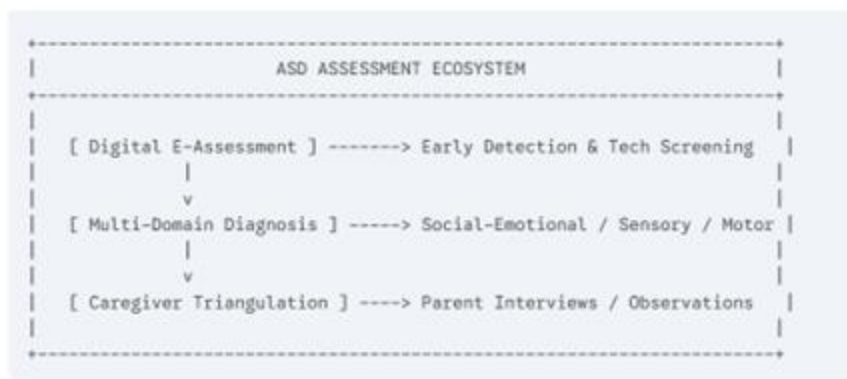 ASD ASSESSMENT ECOSYSTEM
[ Digital E-Assessment ] -------> Early Detection & Tech Screening
|
v
[ Multi-Domain Diagnosis ] -----> Social-Emotional / Sensory / Motor
|
v
[ Caregiver Triangulation ] ----> Parent Interviews / Observations